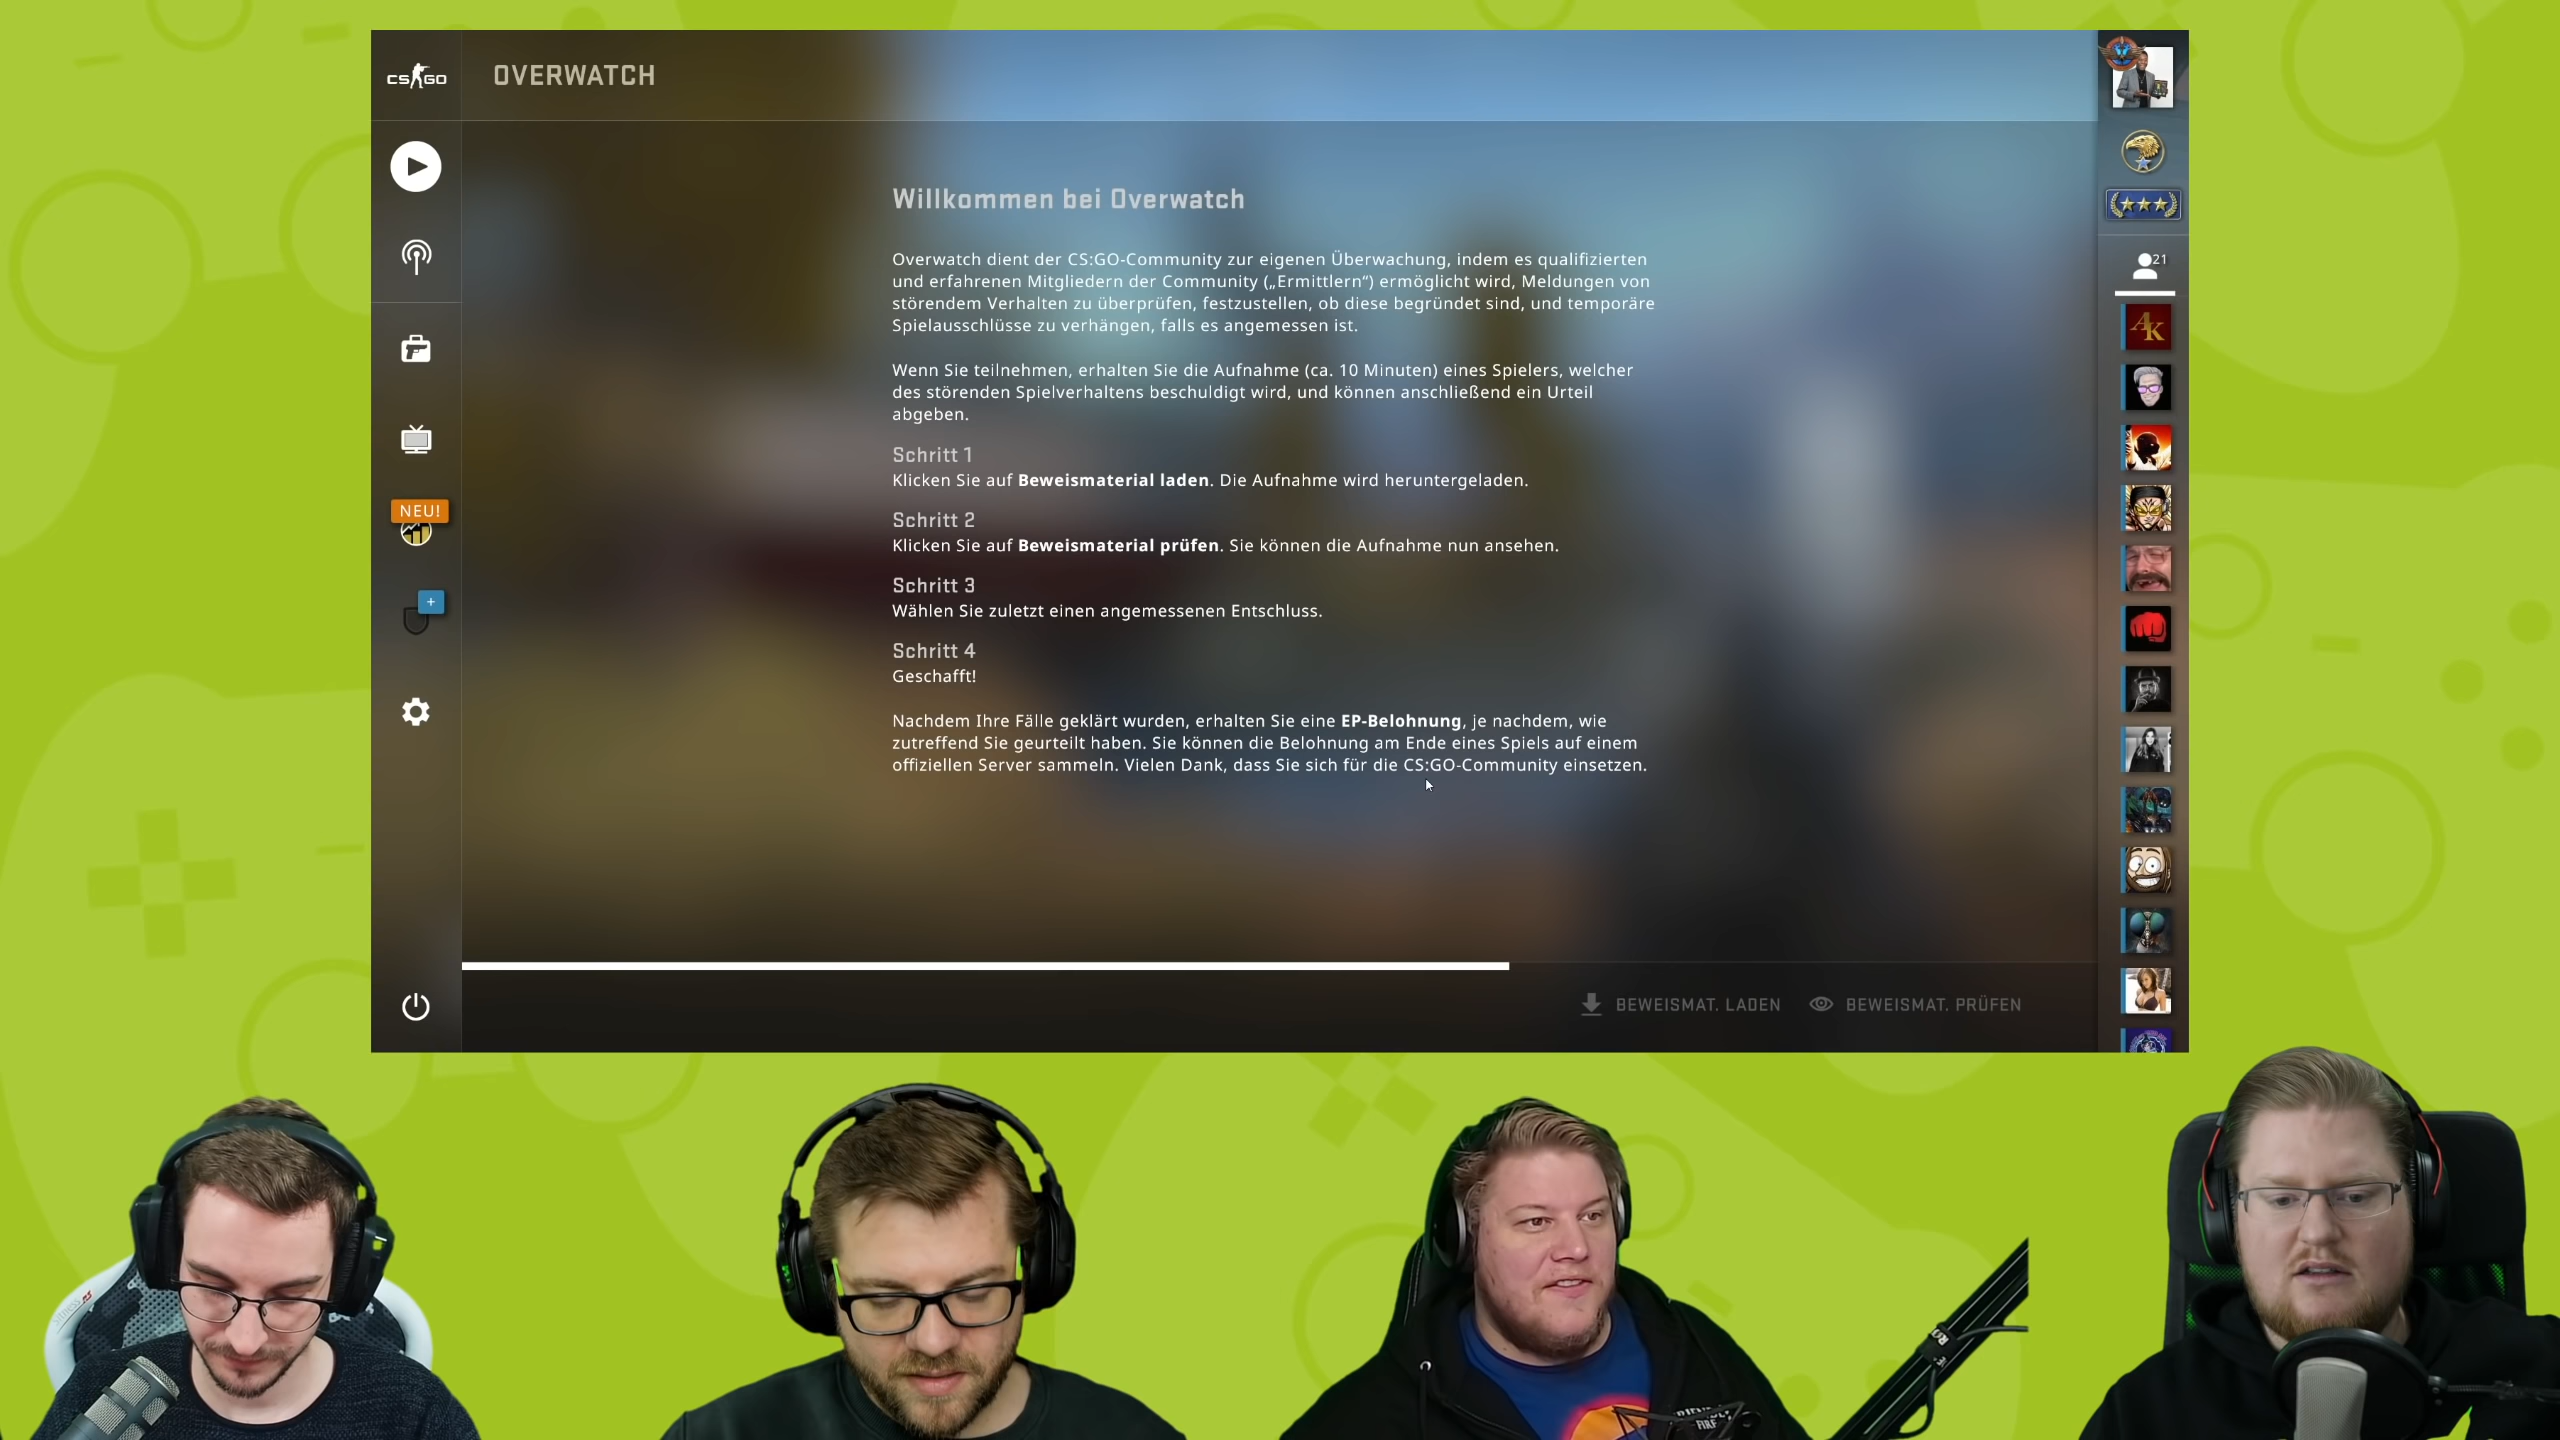 CS GO
OVERWATCH
Willkommen bei Overwatch
Overwatch dient der CS:GO-Community zur eigenen Überwachung, indem es qualifizierten
und erfahrenen Mitgliedern der Community („Ermittlern“) ermöglicht wird, Meldungen von
störendem Verhalten zu überprüfen, festzustellen, ob diese begründet sind, und temporäre
Spielausschlüsse zu verhängen, falls es angemessen ist.
Wenn Sie teilnehmen, erhalten Sie die Aufnahme (ca. 10 Minuten) eines Spielers, welcher
des störenden Spielverhaltens beschuldigt wird, und können anschließend ein Urteil
abgeben.
Schritt 1
Klicken Sie auf Beweismaterial laden. Die Aufnahme wird heruntergeladen.
Schritt 2
Klicken Sie auf Beweismaterial prüfen. Sie können die Aufnahme nun ansehen.
Schritt 3
Wählen Sie zuletzt einen angemessenen Entschluss.
Schritt 4
Geschafft!
Nachdem Ihre Fälle geklärt wurden, erhalten Sie eine EP-Belohnung, je nachdem, wie
zutreffend Sie geurteilt haben. Sie können die Belohnung am Ende eines Spiels auf einem
offiziellen Server sammeln. Vielen Dank, dass Sie sich für die CS:GO-Community einsetzen.
NEU!
+
BEWEISMAT. LADEN
BEWEISMAT. PRÜFEN
21
AK
FIRE